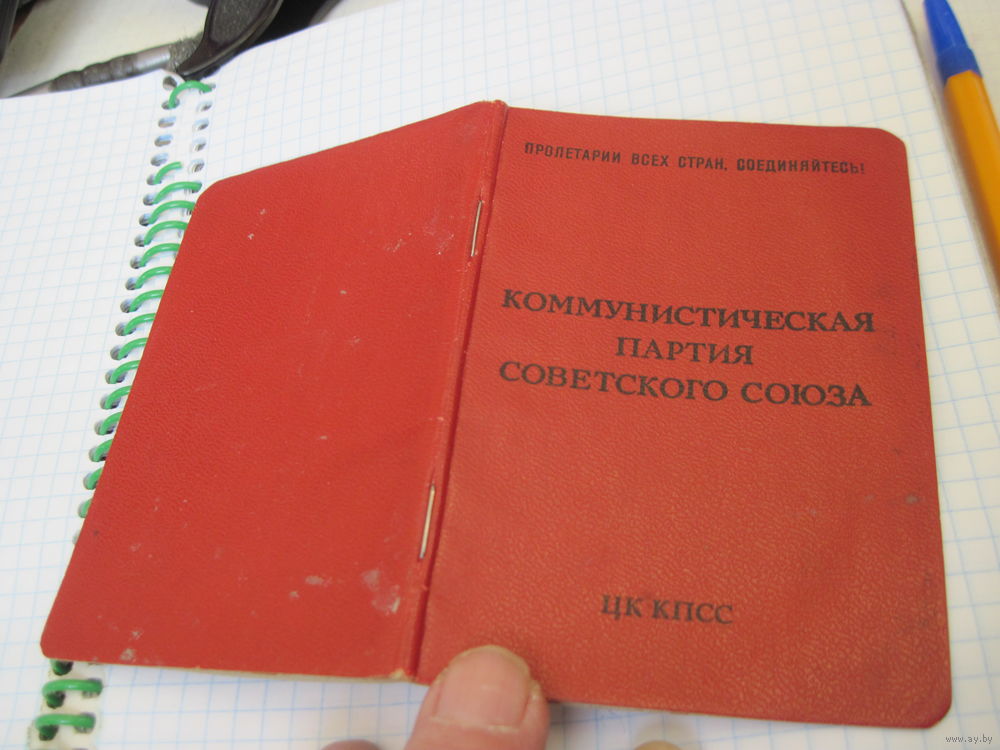 ПРОЛЕТАРИИ ВСЕХ СТРАН, СОЕДИНЯЙТЕСЬ!
КОММУНИСТИЧЕСКАЯ
ПАРТИЯ
СОВЕТСКОГО СОЮЗА
ЦК КПСС
www.ay.by